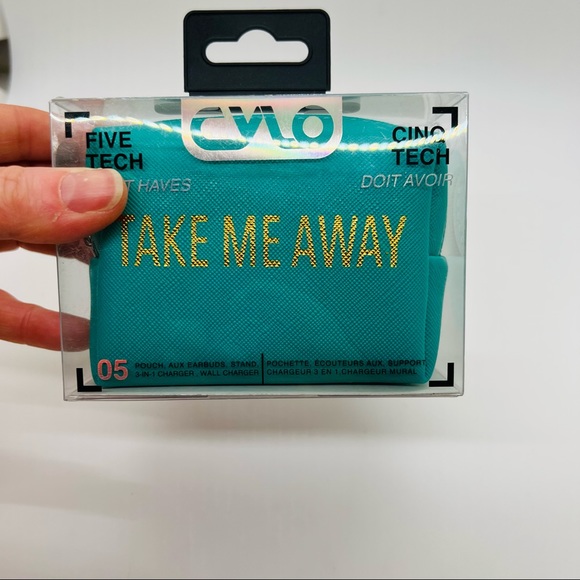 CYLO
FIVE
TECH
CINQ
TECH
HAVES
DOIT AVOIR
TAKE ME AWAY
05
POUCH, AUX EARBUDS, STAND,
3-IN-1 CHARGER, WALL CHARGER
POCHETTE, ÉCOUTEURS AUX, SUPPORT,
CHARGEUR 3 EN 1, CHARGEUR MURAL